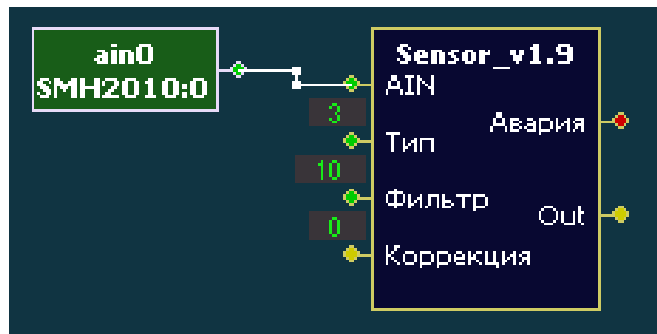 ain0
SMH2010:0
Sensor_v1.9
AIN
3
Авария
Тип
10
Фильтр
Out
0
Коррекция